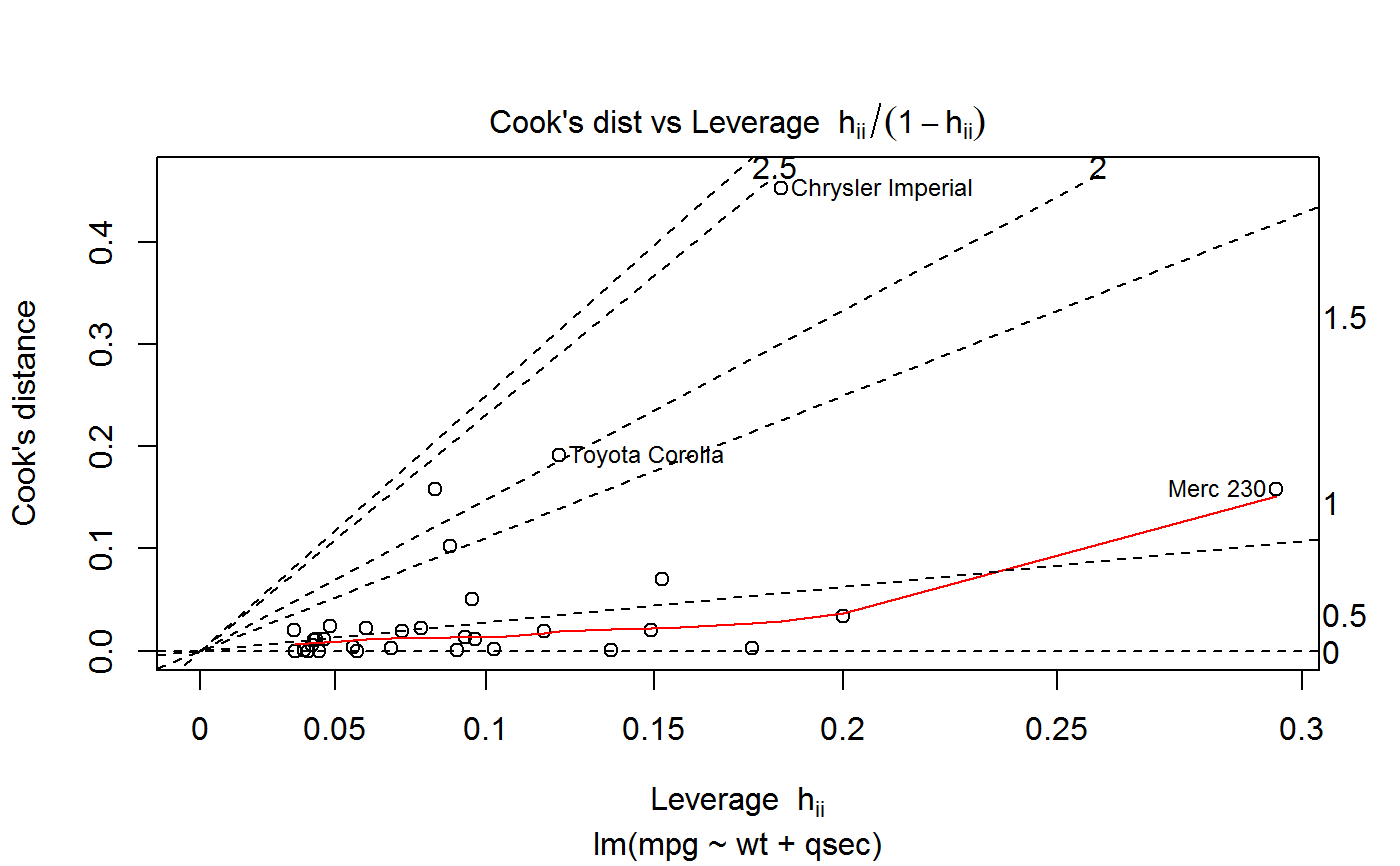 Cook's dist vs Leverage hii/(1 − hii)
2.5
2
Chrysler Imperial
Toyota Corolla
Merc 230
1.5
1
0.5
0
Cook's distance
0.4
0.3
0.2
0.1
0.0
0 0.05 0.1 0.15 0.2 0.25 0.3
Leverage hii
lm(mpg ~ wt + qsec)